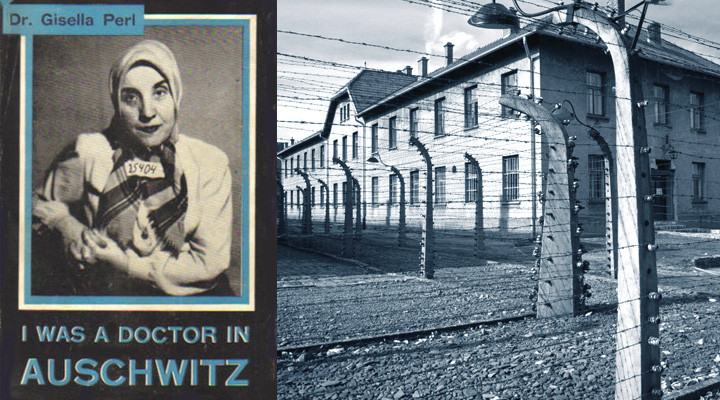 Dr. Gisella Perl
25404
I WAS A DOCTOR IN
AUSCHWITZ